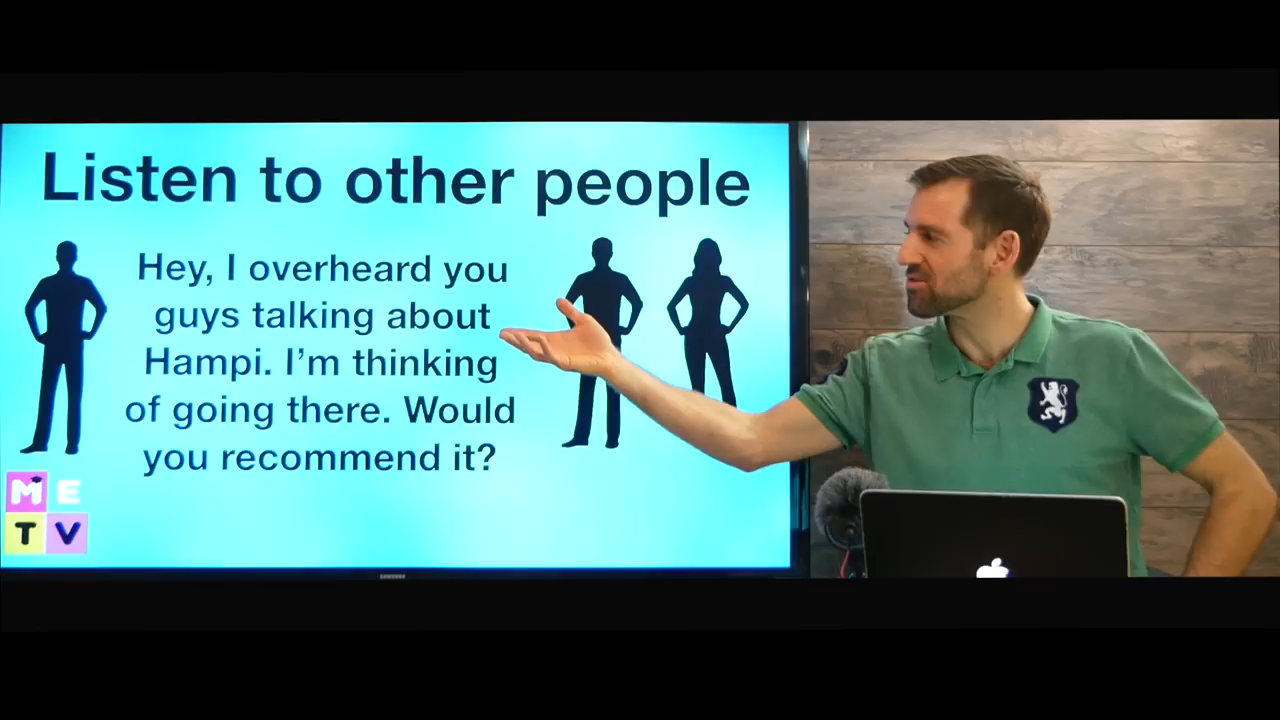 Listen to other people
Hey, I overheard you
guys talking about
Hampi. I'm thinking
of going there. Would
you recommend it?
M E
T V
SAMSUNG